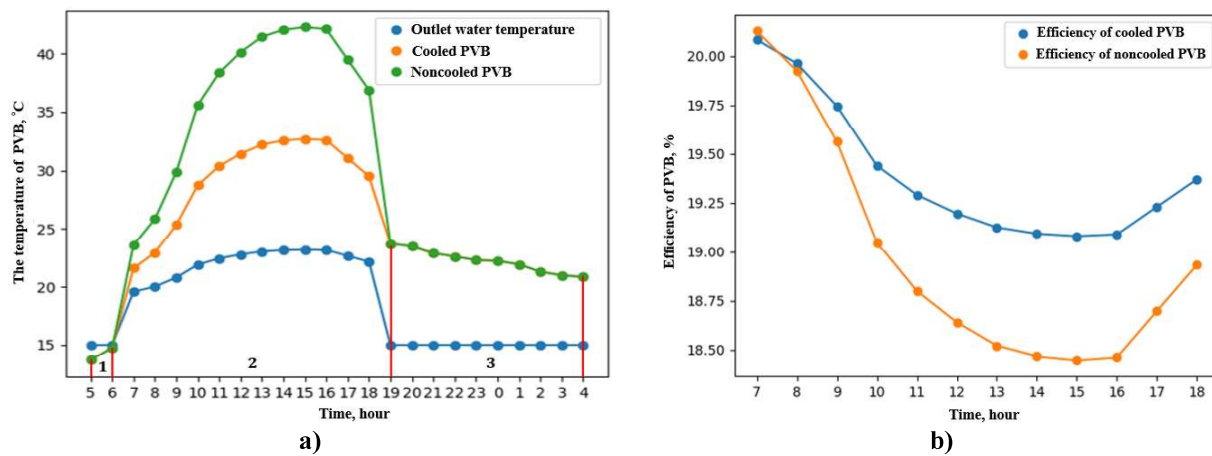 The temperature of PVB, °C
40
35
30
25
20
15
Outlet water temperature
Cooled PVB
Noncooled PVB
1
2
3
5 6 7 8 9 10 11 12 13 14 15 16 17 18 19 20 21 22 23 0 1 2 3 4
Time, hour
a)
Efficiency of PVB, %
20.00
19.75
19.50
19.25
19.00
18.75
18.50
Efficiency of cooled PVB
Efficiency of noncooled PVB
7 8 9 10 11 12 13 14 15 16 17 18
Time, hour
b)